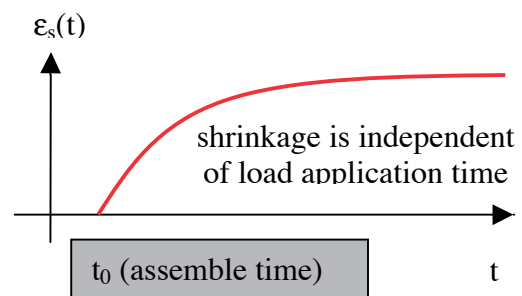 εₛ(t)
shrinkage is independent
of load application time
t₀ (assemble time)
t